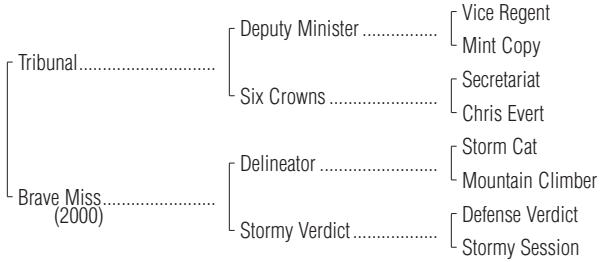 Tribunal
Brave Miss
(2000)
Deputy Minister
Six Crowns
Delineator
Stormy Verdict
Vice Regent
Mint Copy
Secretariat
Chris Evert
Storm Cat
Mountain Climber
Defense Verdict
Stormy Session